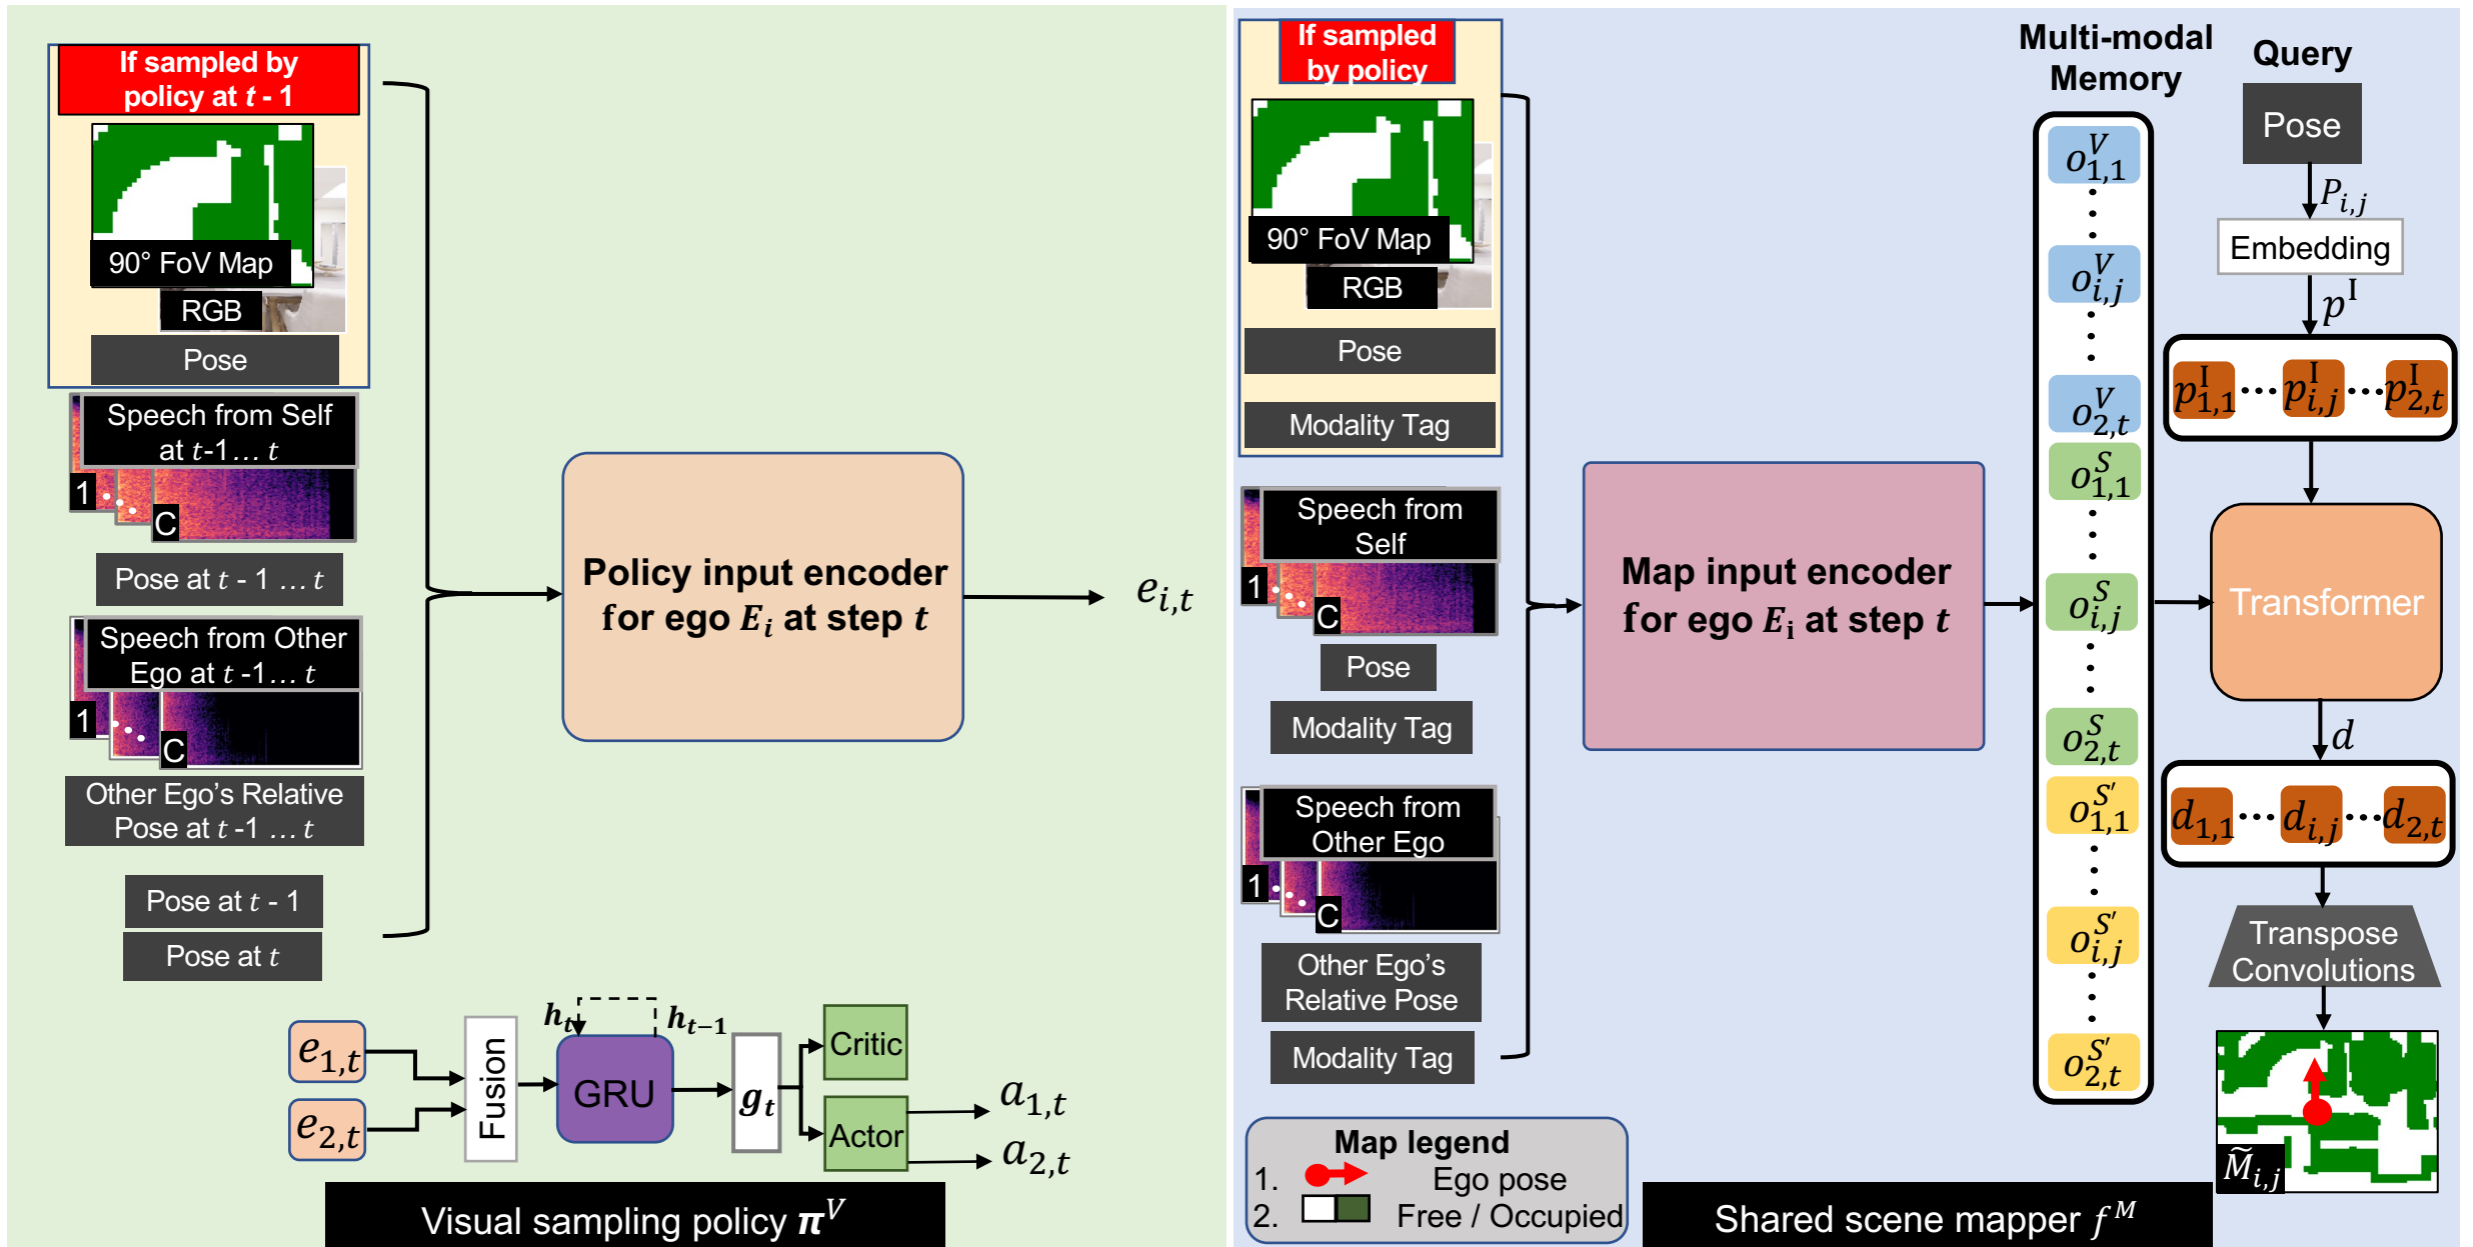 If sampled by
policy at t - 1
90° FoV Map
RGB
Pose
Speech from Self
at t-1… t
1
C
Pose at t - 1 … t
Speech from Other
Ego at t -1… t
1
C
Other Ego's Relative
Pose at t -1 … t
Pose at t - 1
Pose at t
Policy input encoder
for ego E_i at step t
e_{i,t}
e_{1,t}
e_{2,t}
Fusion
h_t
h_{t−1}
GRU
g_t
Critic
Actor
a_{1,t}
a_{2,t}
Visual sampling policy π^V
If sampled
by policy
90° FoV Map
RGB
Pose
Modality Tag
Speech from
Self
1
C
Pose
Modality Tag
Speech from
Other Ego
1
C
Other Ego's
Relative Pose
Modality Tag
Map input encoder
for ego E_i at step t
Map legend
1. Ego pose
2. Free / Occupied
Multi-modal
Memory
o^V_{1,1}
o^V_{i,j}
o^V_{2,t}
o^S_{1,1}
o^S_{i,j}
o^S_{2,t}
o^{S′}_{1,1}
o^{S′}_{i,j}
o^{S′}_{2,t}
Query
Pose
P_{i,j}
Embedding
p^I
p^I_{1,1} … p^I_{i,j} … p^I_{2,t}
Transformer
d
d_{1,1} … d_{i,j} … d_{2,t}
Transpose
Convolutions
M̃_{i,j}
Shared scene mapper f^M